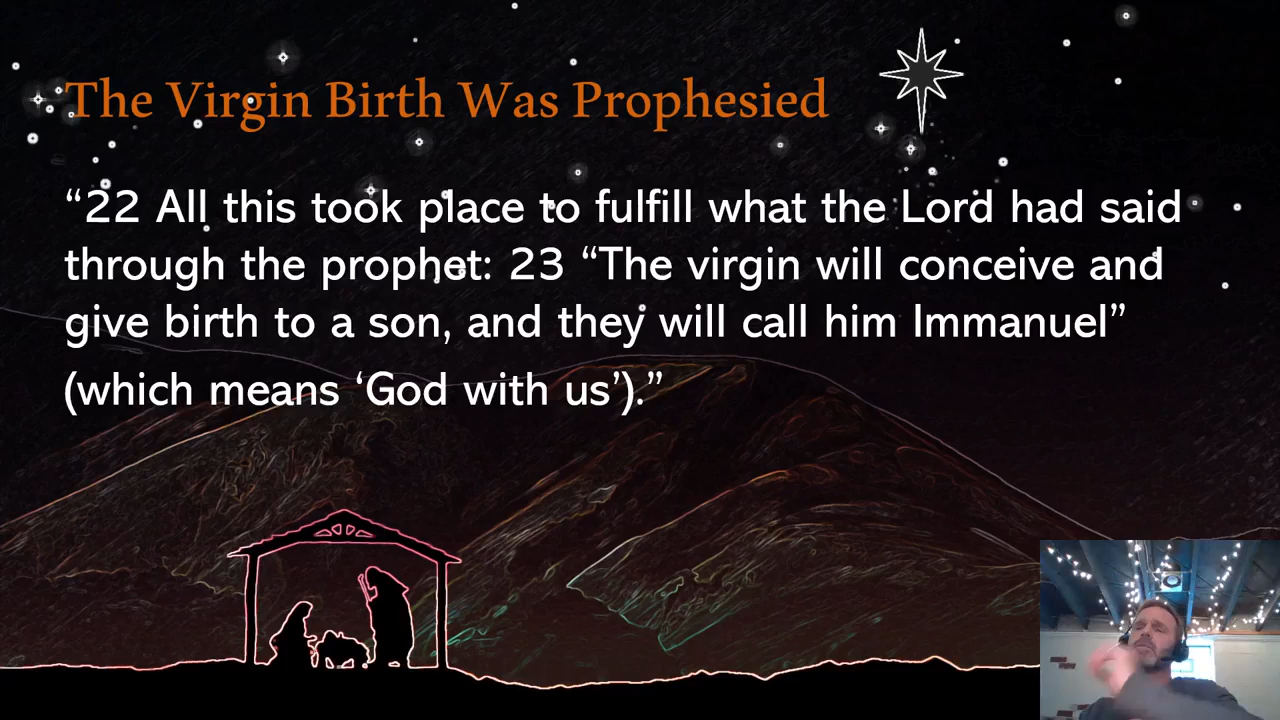 The Virgin Birth Was Prophesied
“22 All this took place to fulfill what the Lord had said
through the prophet: 23 “The virgin will conceive and
give birth to a son, and they will call him Immanuel”
(which means ‘God with us’).”